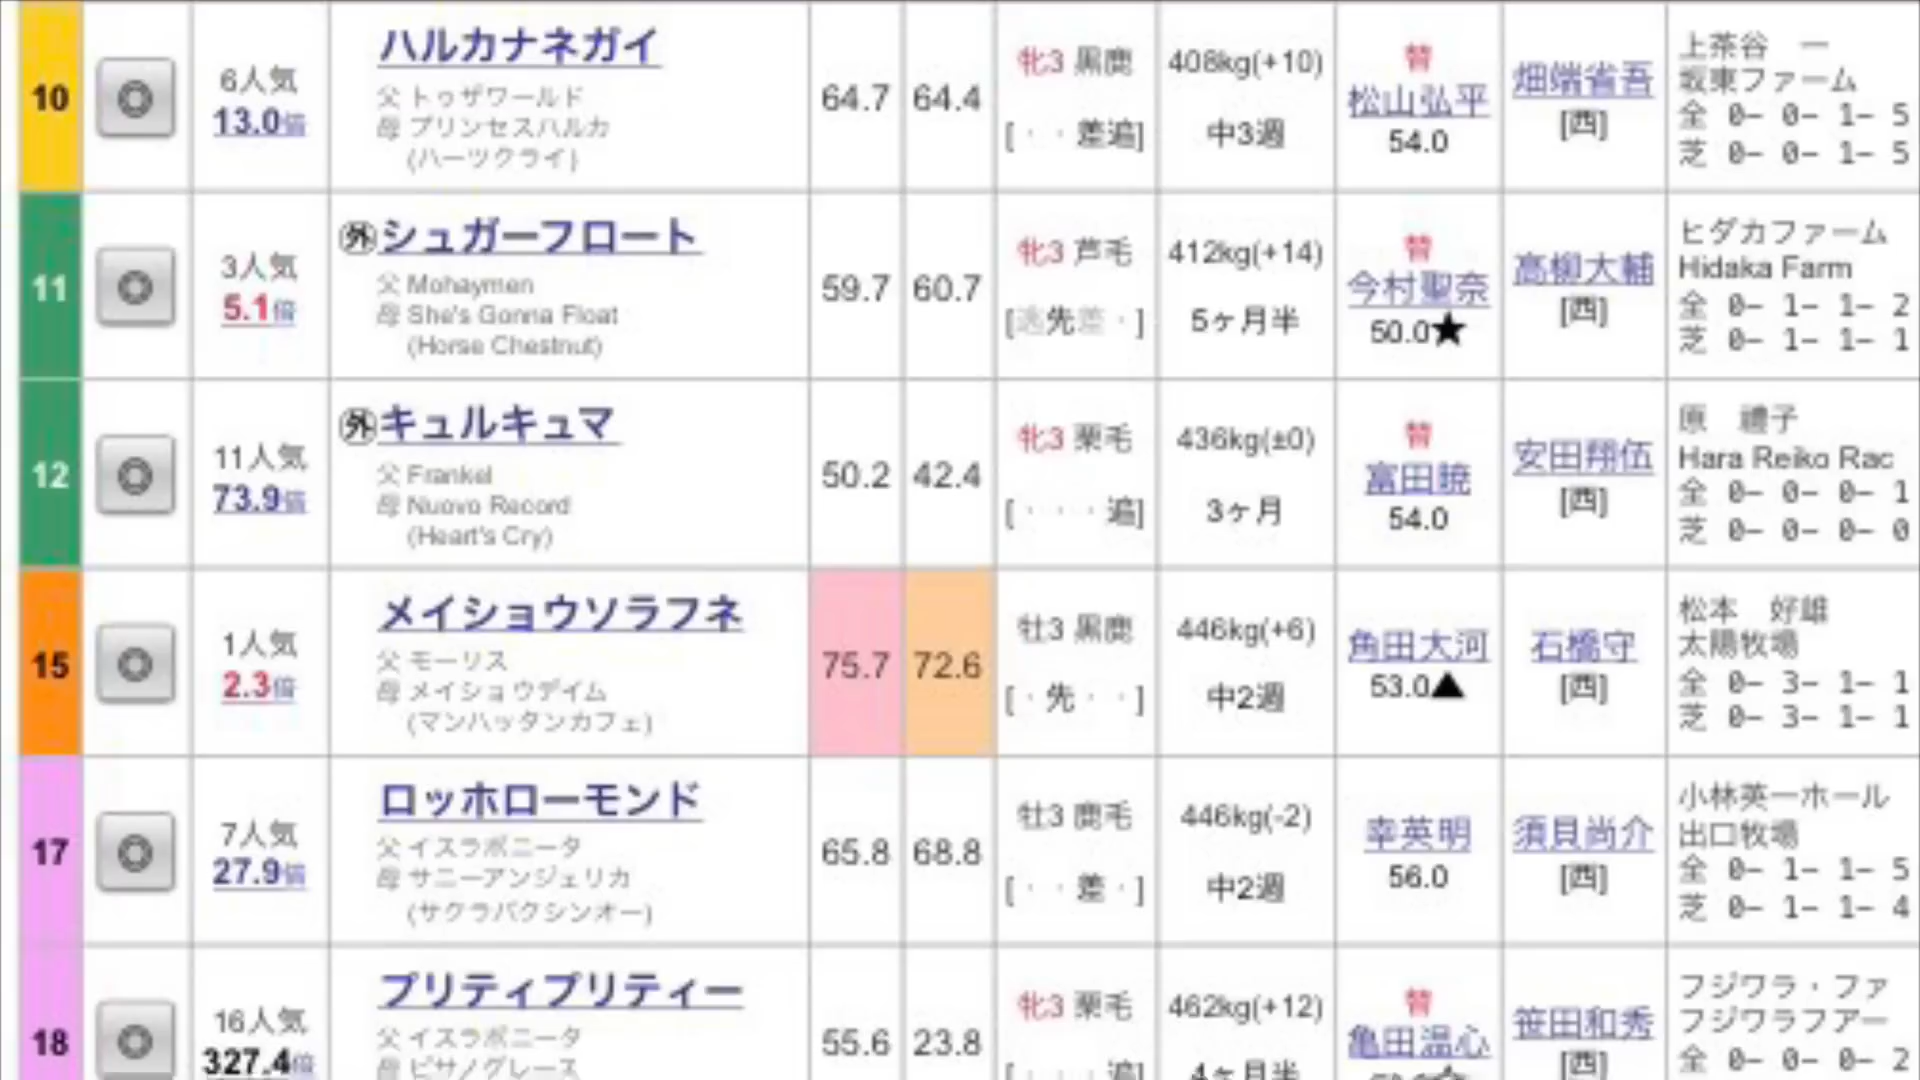 10 ◎ 6人気 13.0倍
ハルカナネガイ
父 トゥザワールド
母 プリンセスハルカ
(ハーツクライ)
64.7 64.4
牝3 黒鹿
[・・差追]
408kg(+10)
中3週
替
松山弘平
54.0
畑端省吾
[西]
上茶谷 一
坂東ファーム
全 0- 0- 1- 5
芝 0- 0- 1- 5
11 ◎ 3人気 5.1倍
外 シュガーフロート
父 Mohaymen
母 She's Gonna Float
(Horse Chestnut)
59.7 60.7
牝3 芦毛
[逃先差・]
412kg(+14)
5ヶ月半
替
今村聖奈
50.0★
高柳大輔
[西]
ヒダカファーム
Hidaka Farm
全 0- 1- 1- 2
芝 0- 1- 1- 1
12 ◎ 11人気 73.9倍
外 キュルキュマ
父 Frankel
母 Nuovo Record
(Heart's Cry)
50.2 42.4
牝3 栗毛
[・・・追]
436kg(±0)
3ヶ月
替
富田暁
54.0
安田翔伍
[西]
原 禮子
Hara Reiko Rac
全 0- 0- 0- 1
芝 0- 0- 0- 0
15 ◎ 1人気 2.3倍
メイショウソラフネ
父 モーリス
母 メイショウデイム
(マンハッタンカフェ)
75.7 72.6
牡3 黒鹿
[・先・・]
446kg(+6)
中2週
角田大河
53.0▲
石橋守
[西]
松本 好雄
太陽牧場
全 0- 3- 1- 1
芝 0- 3- 1- 1
17 ◎ 7人気 27.9倍
ロッホローモンド
父 イスラボニータ
母 サニーアンジェリカ
(サクラバクシンオー)
65.8 68.8
牡3 鹿毛
[・・差・]
446kg(-2)
中2週
幸英明
56.0
須貝尚介
[西]
小林英一ホール
出口牧場
全 0- 1- 1- 5
芝 0- 1- 1- 4
18 ◎ 16人気 327.4倍
プリティプリティー
父 イスラボニータ
母 ピサノグレース
55.6 23.8
牝3 栗毛
[・・・追]
462kg(+12)
4ヶ月半
替
亀田温心
笹田和秀
[西]
フジワラ・ファ
フジワラフアー
全 0- 0- 0- 2